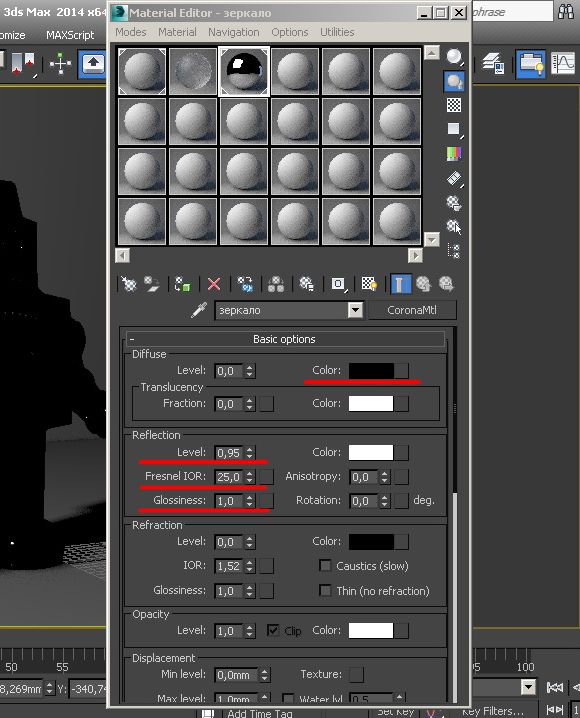 3ds Max 2014 x64
Material Editor - зеркало
phrase
omize MAXScript
Modes Material Navigation Options Utilities
зеркало CoronaMtl
- Basic options
Diffuse
Level: 0,0 Color:
Translucency
Fraction: 0,0 Color:
Reflection
Level: 0,95 Color:
Fresnel IOR: 25,0 Anisotropy: 0,0
Glossiness: 1,0 Rotation: 0,0 deg.
Refraction
Level: 0,0 Color:
IOR: 1,52 Caustics (slow)
Glossiness: 1,0 Thin (no refraction)
Opacity
Level: 1,0 Clip Color:
Displacement
50 55 95 100
Min level: 0,0mm Texture:
8,269mm Y: -340,74
Max level: 1,0mm Water lvl 0,5
Add Time Tag Set Key Key Filters...